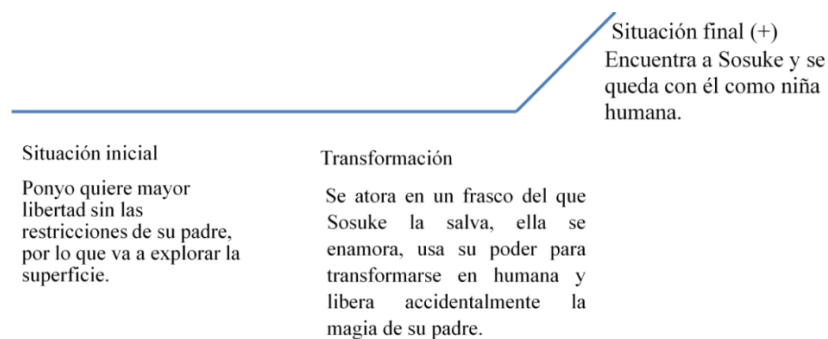 Situación final (+)
Encuentra a Sosuke y se
queda con él como niña
humana.
Situación inicial
Ponyo quiere mayor
libertad sin las
restricciones de su padre,
por lo que va a explorar la
superficie.
Transformación
Se atora en un frasco del que
Sosuke la salva, ella se
enamora, usa su poder para
transformarse en humana y
libera accidentalmente la
magia de su padre.